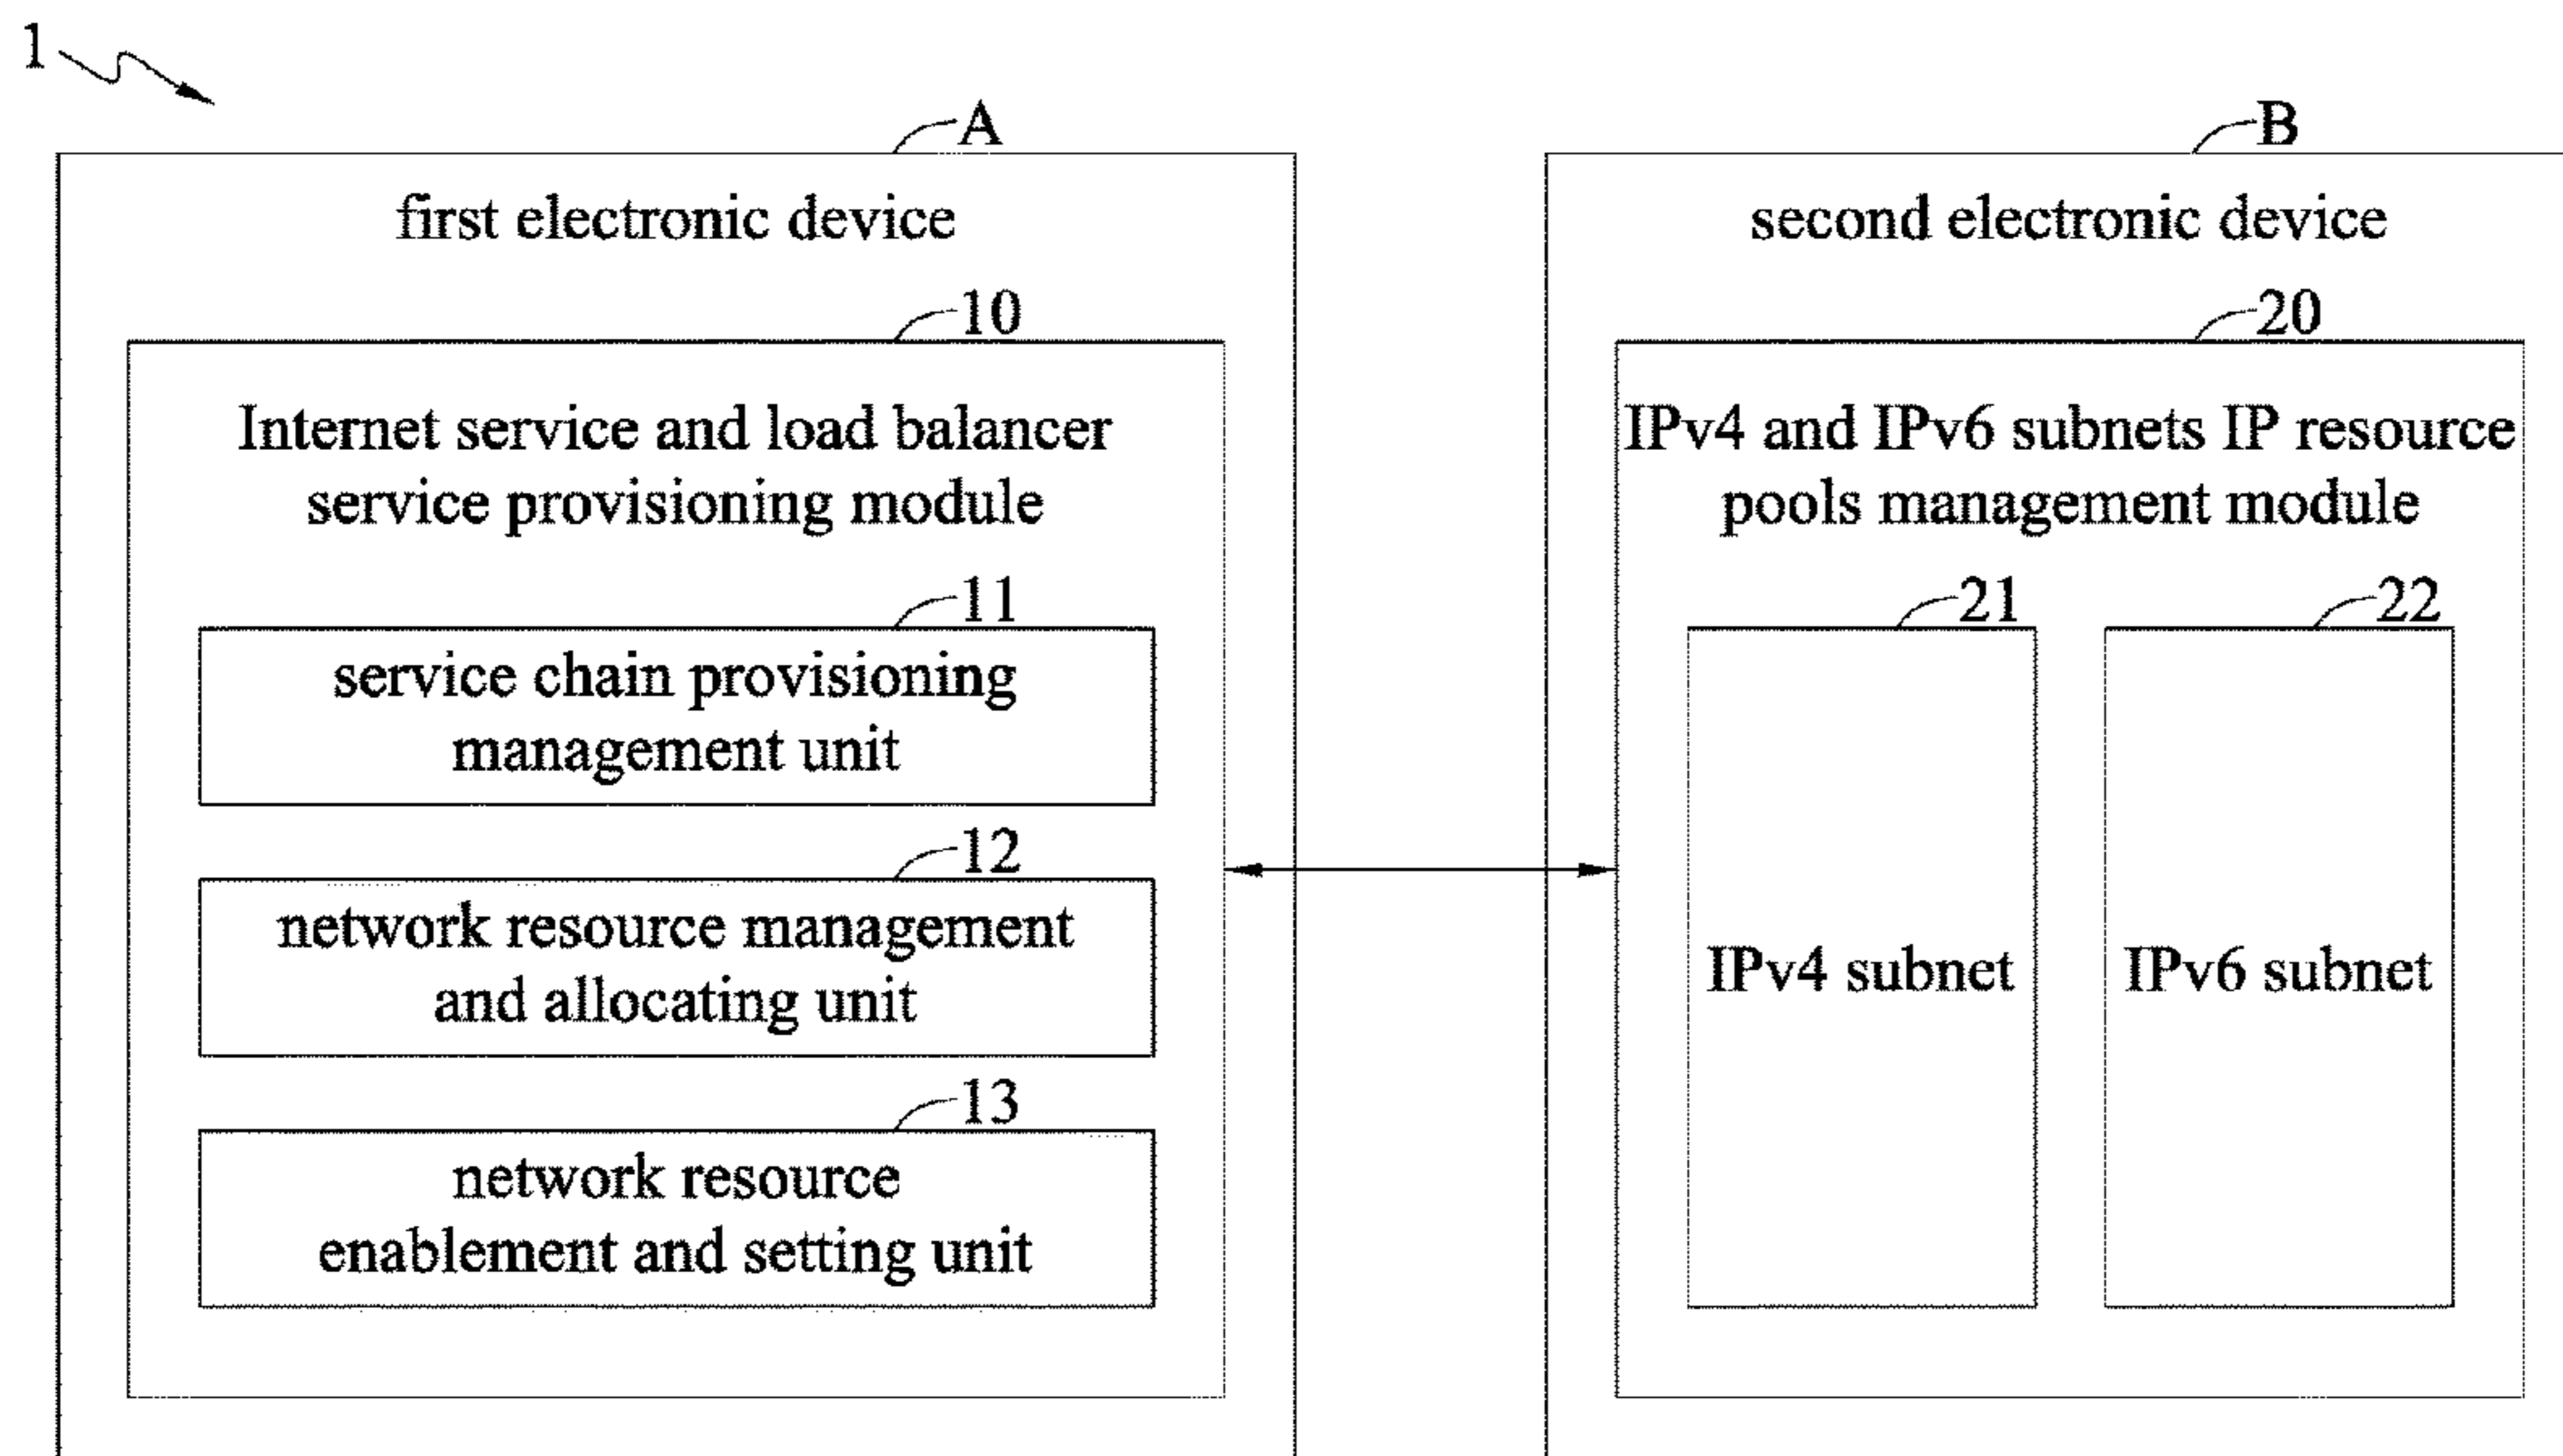 1
A
first electronic device
10
Internet service and load balancer
service provisioning module
11
service chain provisioning
management unit
12
network resource management
and allocating unit
13
network resource
enablement and setting unit
B
second electronic device
20
IPv4 and IPv6 subnets IP resource
pools management module
21
IPv4 subnet
22
IPv6 subnet